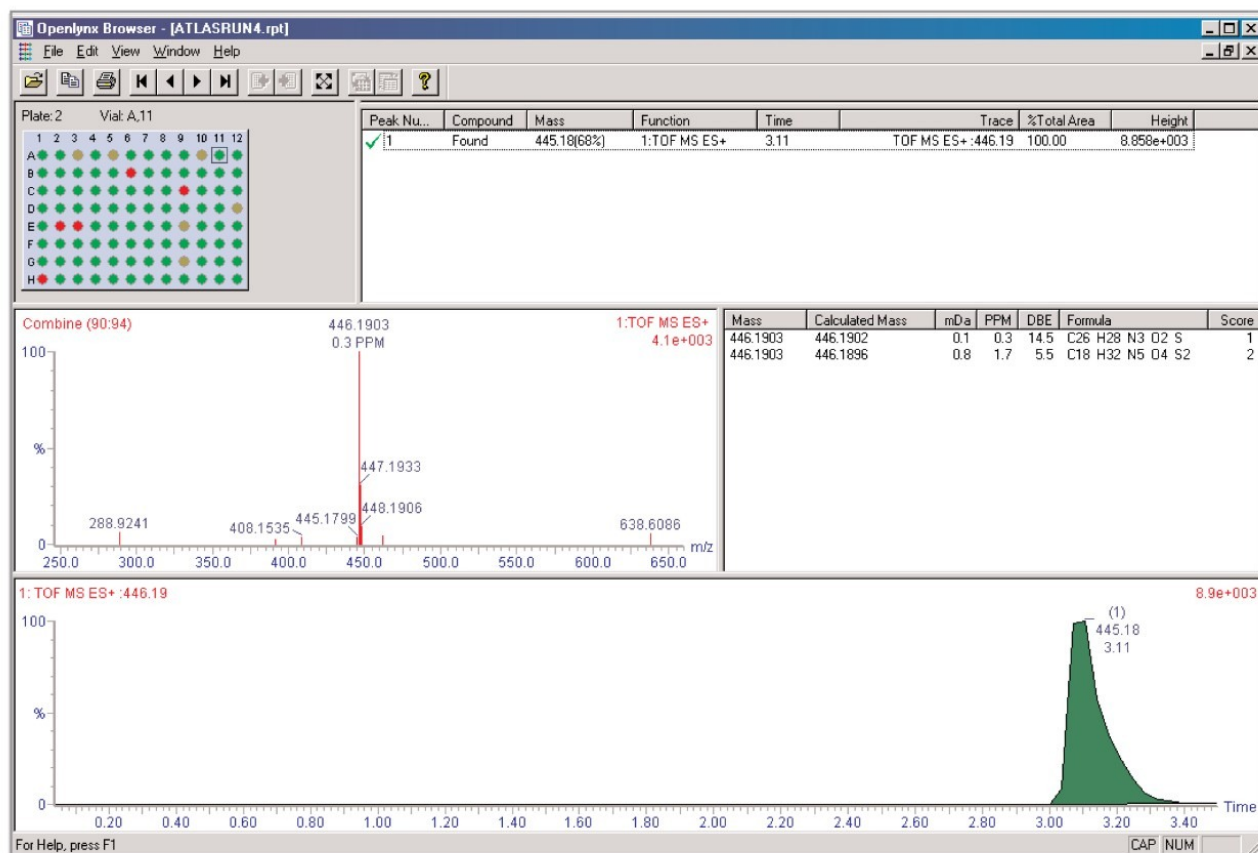 Openlynx Browser - [ATLASRUN4.rpt]
File Edit View Window Help
Plate: 2 Vial: A,11
1 2 3 4 5 6 7 8 9 10 11 12
A
B
C
D
E
F
G
H
Peak Nu... Compound Mass Function Time Trace %Total Area Height
1 Found 445.18(68%) 1:TOF MS ES+ 3.11 TOF MS ES+ :446.19 100.00 8.858e+003
Combine (90:94) 446.1903 1:TOF MS ES+
0.3 PPM 4.1e+003
100
%
447.1933
448.1906
445.1799
408.1535
288.9241
638.6086
0
m/z
250.0 300.0 350.0 400.0 450.0 500.0 550.0 600.0 650.0
Mass Calculated Mass mDa PPM DBE Formula Score
446.1903 446.1902 0.1 0.3 14.5 C26 H28 N3 O2 S 1
446.1903 446.1896 0.8 1.7 5.5 C18 H32 N5 O4 S2 2
1: TOF MS ES+ :446.19 8.9e+003
100
(1)
445.18
3.11
%
0
Time
0.20 0.40 0.60 0.80 1.00 1.20 1.40 1.60 1.80 2.00 2.20 2.40 2.60 2.80 3.00 3.20 3.40
For Help, press F1 CAP NUM